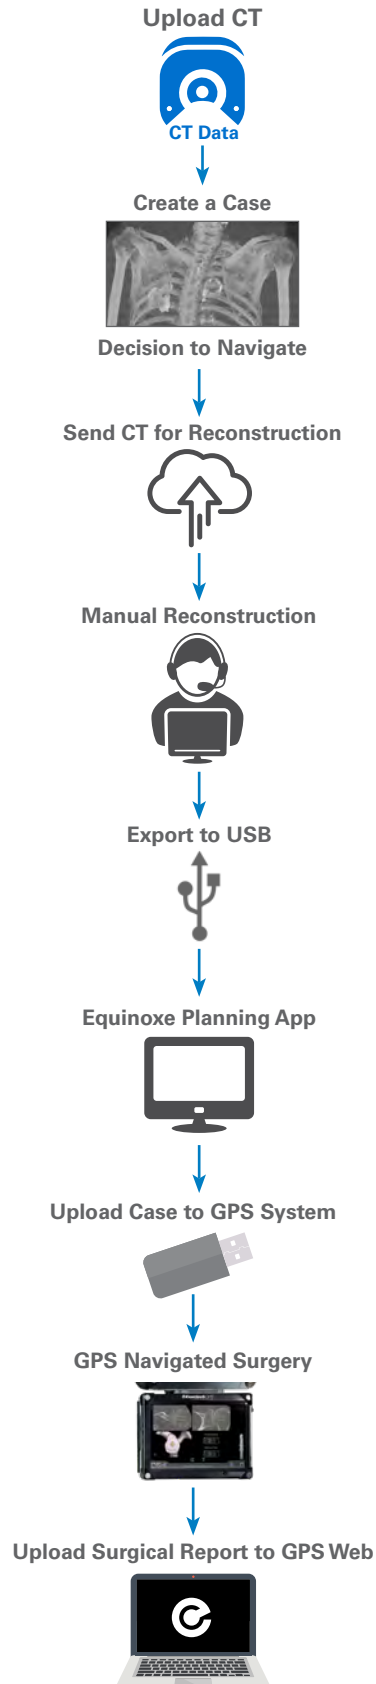 Upload CT
CT Data
Create a Case
Decision to Navigate
Send CT for Reconstruction
Manual Reconstruction
Export to USB
Equinoxe Planning App
Upload Case to GPS System
GPS Navigated Surgery
Upload Surgical Report to GPS Web